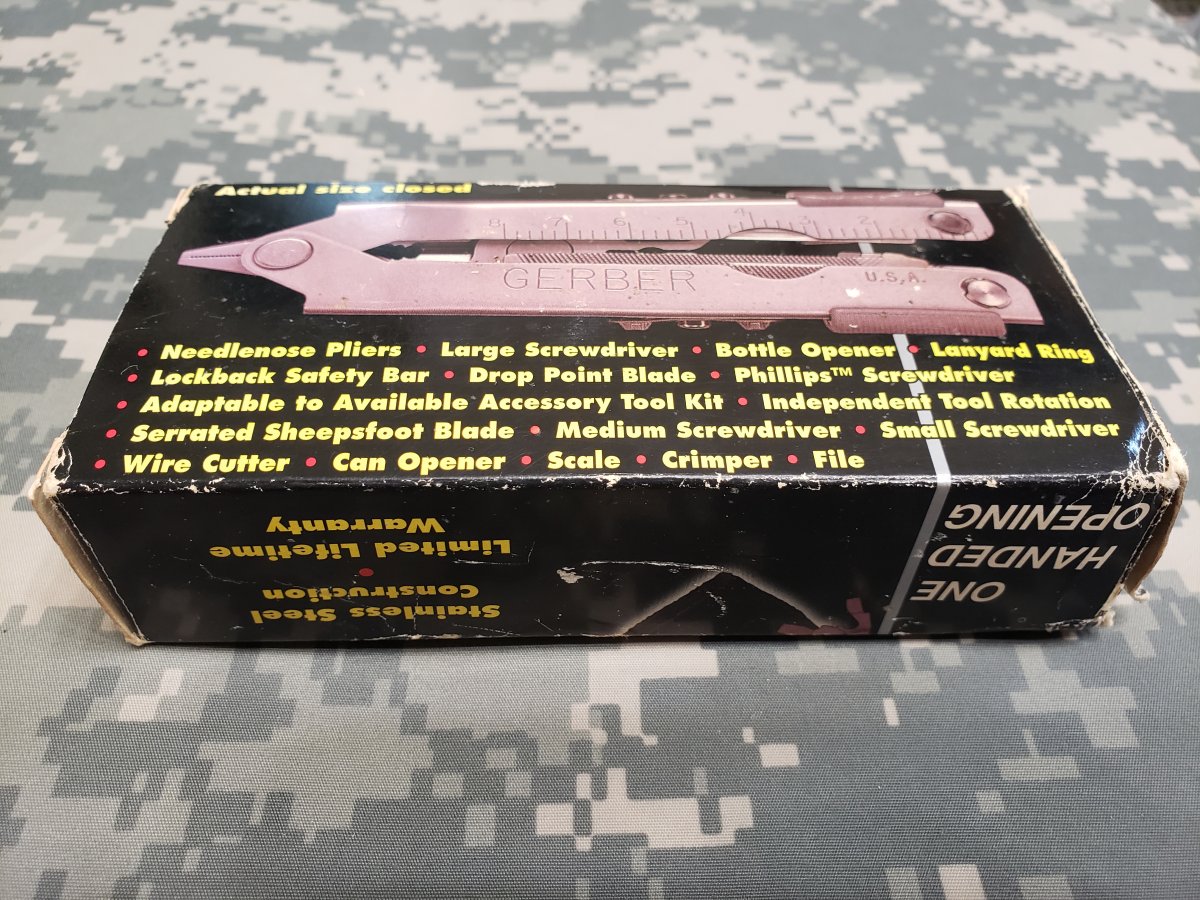 Actual size closed
8 7 6 5 4 3 2
GERBER U.S.A.
• Needlenose Pliers • Large Screwdriver • Bottle Opener • Lanyard Ring
• Lockback Safety Bar • Drop Point Blade • Phillips™ Screwdriver
• Adaptable to Available Accessory Tool Kit • Independent Tool Rotation
• Serrated Sheepsfoot Blade • Medium Screwdriver • Small Screwdriver
• Wire Cutter • Can Opener • Scale • Crimper • File
ONE
HANDED
OPENING
Stainless Steel
Construction
•
Limited Lifetime
Warranty